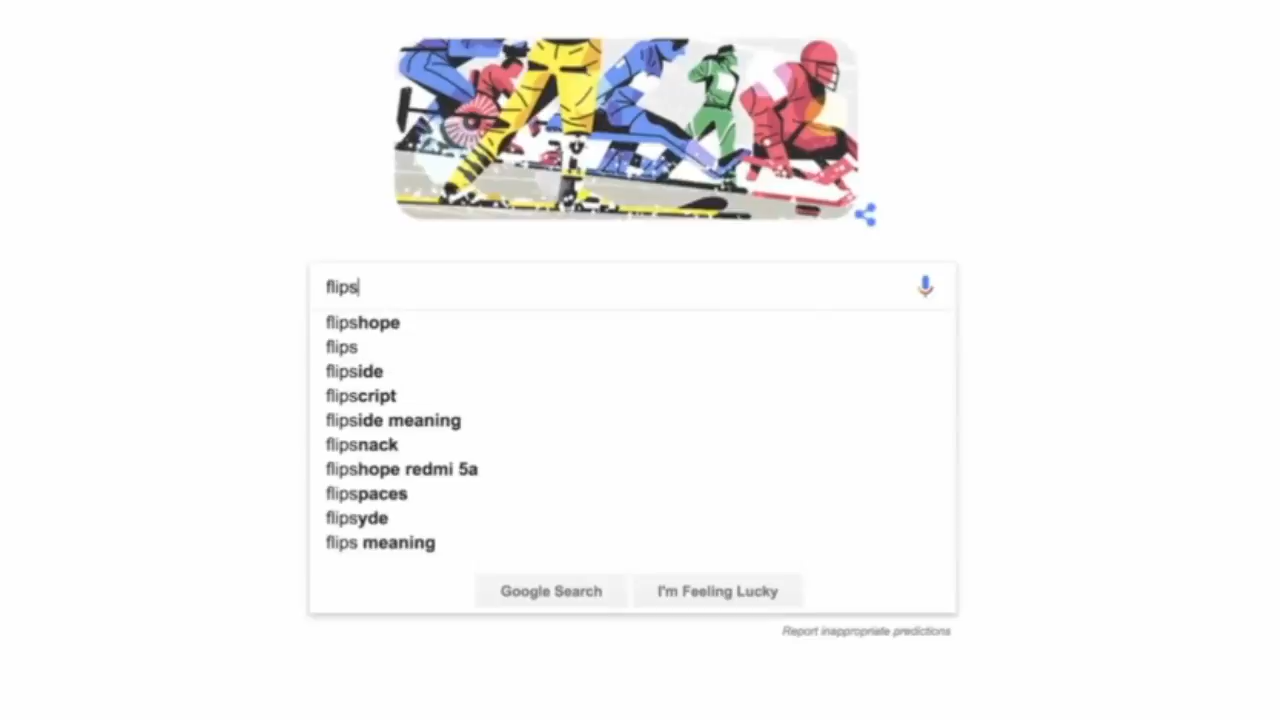 flips
flipshope
flips
flipside
flipscript
flipside meaning
flipsnack
flipshope redmi 5a
flipspaces
flipsyde
flips meaning
Google Search
I'm Feeling Lucky
Report inappropriate predictions